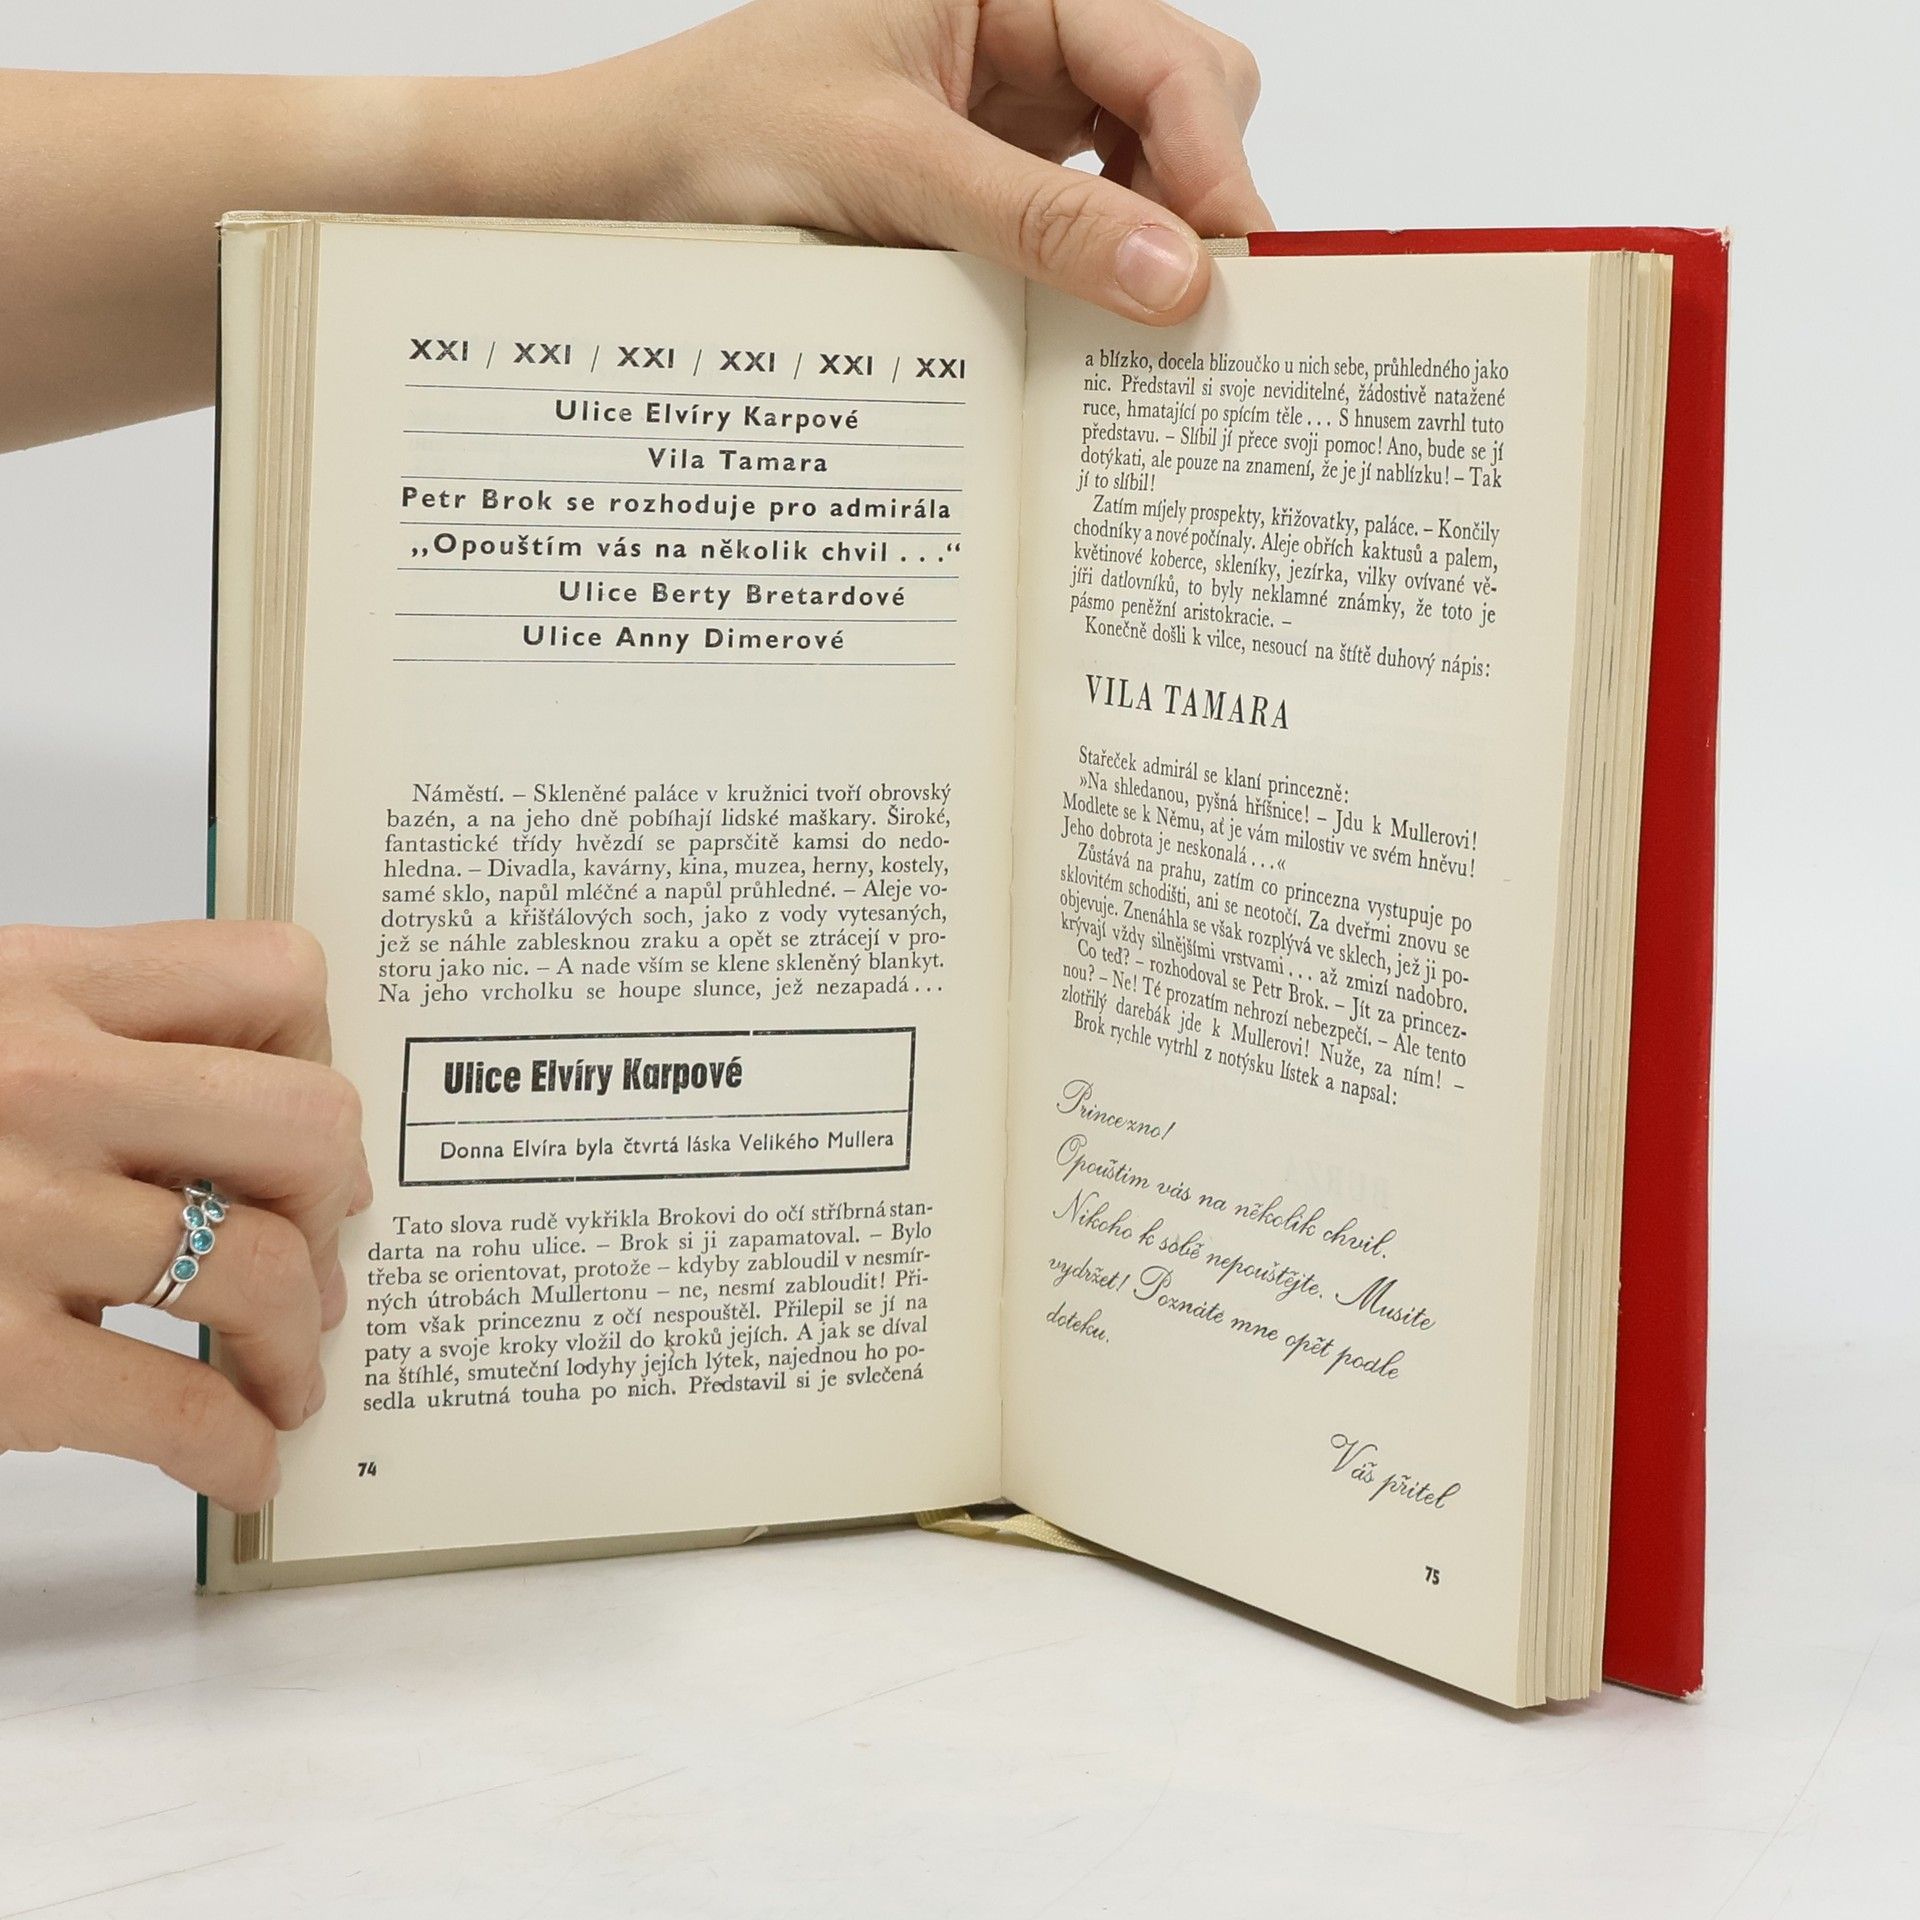 XXI / XXI / XXI / XXI / XXI / XXI
Ulice Elvíry Karpové
Vila Tamara
Petr Brok se rozhoduje pro admirála
„Opouštím vás na několik chvil . . .“
Ulice Berty Bretardové
Ulice Anny Dimerové
Náměstí. – Skleněné paláce v kružnici tvoří obrovský
bazén, a na jeho dně pobíhají lidské maškary. Široké,
fantastické třídy hvězdí se paprsčitě kamsi do nedo-
hledna. – Divadla, kavárny, kina, muzea, herny, kostely,
samé sklo, napůl mléčné a napůl průhledné. – Aleje vo-
dotrysků a křišťálových soch, jako z vody vytesaných,
jež se náhle zablesknou zraku a opět se ztrácejí v pro-
storu jako nic. – A nade vším se klene skleněný blankyt.
Na jeho vrcholku se houpe slunce, jež nezapadá...
Ulice Elvíry Karpové
Donna Elvíra byla čtvrtá láska Velikého Mullera
Tato slova rudě vykřikla Brokovi do očí stříbrná stan-
darta na rohu ulice. – Brok si ji zapamatoval. – Bylo
třeba se orientovat, protože – kdyby zabloudil v nesmír-
ných útrobách Mullertonu – ne, nesmí zabloudit! Při-
tom však princeznu z očí nespouštěl. Přilepil se jí na
paty a svoje kroky vložil do kroků jejích. A jak se díval
na štíhlé, smuteční lodyhy jejích lýtek, najednou ho po-
sedla ukrutná touha po nich. Představil si je svlečená
74
a blízko, docela blizoučko u nich sebe, průhledného jako
nic. Představil si svoje neviditelné, žádostivě natažené
ruce, hmatající po spícím těle... S hnusem zavrhl tuto
představu. – Slíbil jí přece svoji pomoc! Ano, bude se jí
dotýkati, ale pouze na znamení, že je jí nablízku! – Tak
jí to slíbil!
Zatím míjely prospekty, křižovatky, paláce. – Končily
chodníky a nové počínaly. Aleje obřích kaktusů a palem,
květinové koberce, skleníky, jezírka, vilky ovívané vě-
jíři datlovníků, to byly neklamné známky, že toto je
pásmo peněžní aristokracie. –
Konečně došli k vilce, nesoucí na štítě duhový nápis:
VILA TAMARA
Stařeček admirál se klaní princezně:
»Na shledanou, pyšná hříšnice! – Jdu k Mullerovi!
Modlete se k Němu, ať je vám milostiv ve svém hněvu!
Jeho dobrota je neskonalá...«
Zůstává na prahu, zatím co princezna vystupuje po
sklovitém schodišti, ani se neotočí. Za dveřmi znovu se
objevuje. Znenáhla se však rozplývá ve sklech, jež ji po-
krývají vždy silnějšími vrstvami... až zmizí nadobro.
Co teď? – rozhodoval se Petr Brok. – Jít za princez-
nou? – Ne! Té prozatím nehrozí nebezpečí. – Ale tento
zlotřilý darebák jde k Mullerovi! Nuže, za ním! –
Brok rychle vytrhl z notýsku lístek a napsal:
Princezno!
Opouštím vás na několik chvil.
Nikoho k sobě nepouštějte. Musíte
vydržet! Poznáte mne opět podle
doteku.
Váš přítel
75